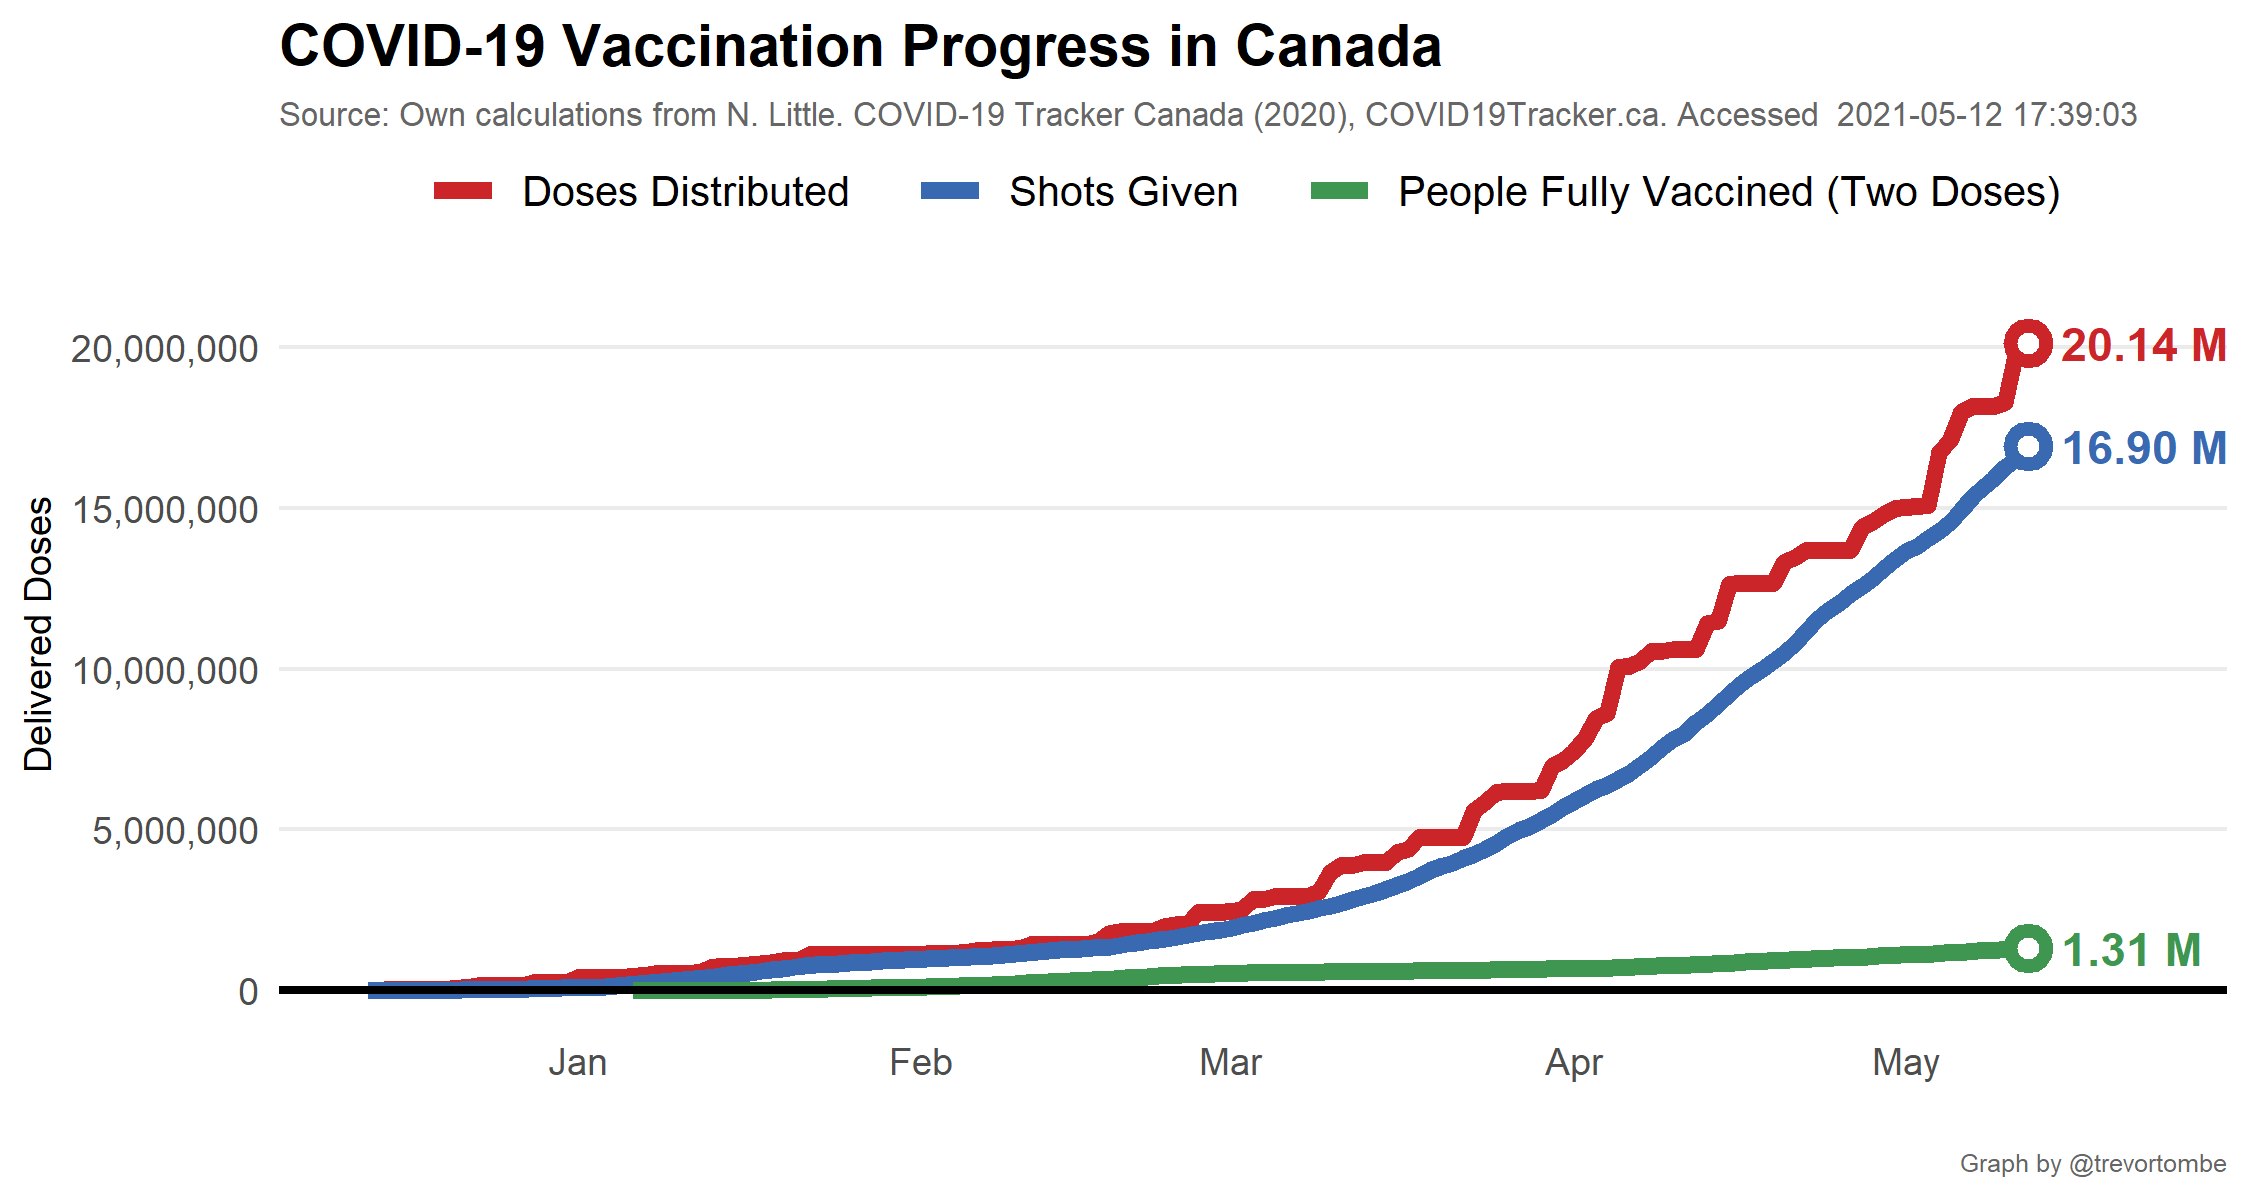 COVID-19 Vaccination Progress in Canada
Source: Own calculations from N. Little. COVID-19 Tracker Canada (2020), COVID19Tracker.ca. Accessed  2021-05-12 17:39:03
Doses Distributed
Shots Given
People Fully Vaccined (Two Doses)
Delivered Doses
20,000,000
15,000,000
10,000,000
5,000,000
0
20.14 M
16.90 M
1.31 M
Jan
Feb
Mar
Apr
May
Graph by @trevortombe